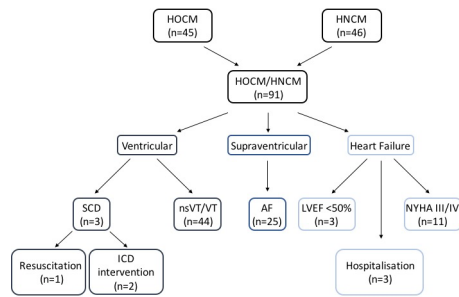 HOCM
(n=45)
HNCM
(n=46)
HOCM/HNCM
(n=91)
Ventricular
Supraventricular
Heart Failure
SCD
(n=3)
nsVT/VT
(n=44)
AF
(n=25)
LVEF <50%
(n=3)
NYHA III/IV
(n=11)
Resuscitation
(n=1)
ICD
intervention
(n=2)
Hospitalisation
(n=3)